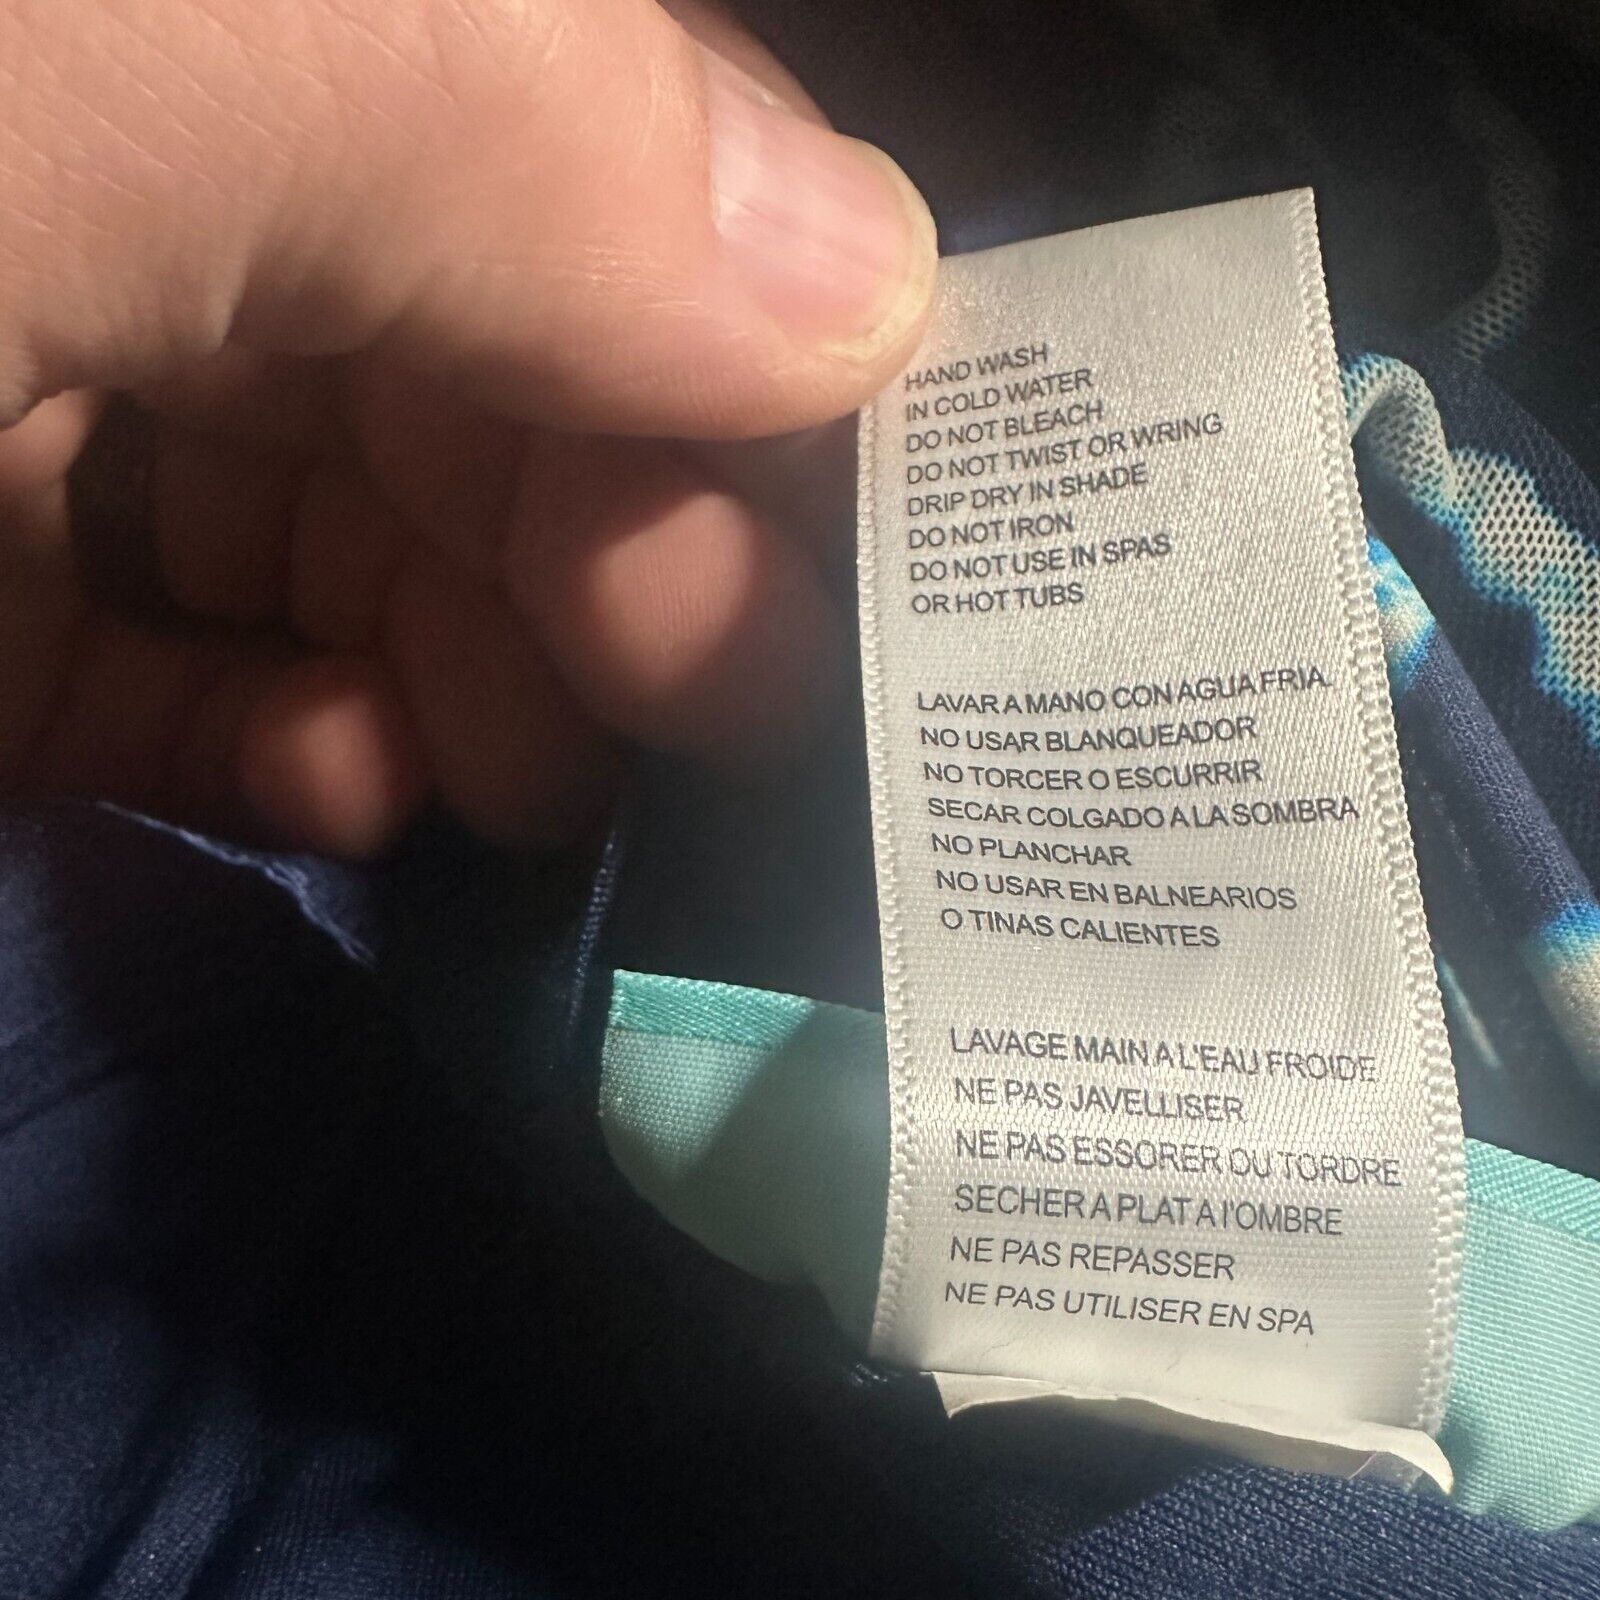 HAND WASH
IN COLD WATER
DO NOT BLEACH
DO NOT TWIST OR WRING
DRIP DRY IN SHADE
DO NOT IRON
DO NOT USE IN SPAS
OR HOT TUBS
LAVAR A MANO CON AGUA FRIA.
NO USAR BLANQUEADOR
NO TORCER O ESCURRIR
SECAR COLGADO A LA SOMBRA
NO PLANCHAR
NO USAR EN BALNEARIOS
O TINAS CALIENTES
LAVAGE MAIN A L'EAU FROIDE
NE PAS JAVELLISER
NE PAS ESSORER OU TORDRE
SECHER A PLAT A l'OMBRE
NE PAS REPASSER
NE PAS UTILISER EN SPA